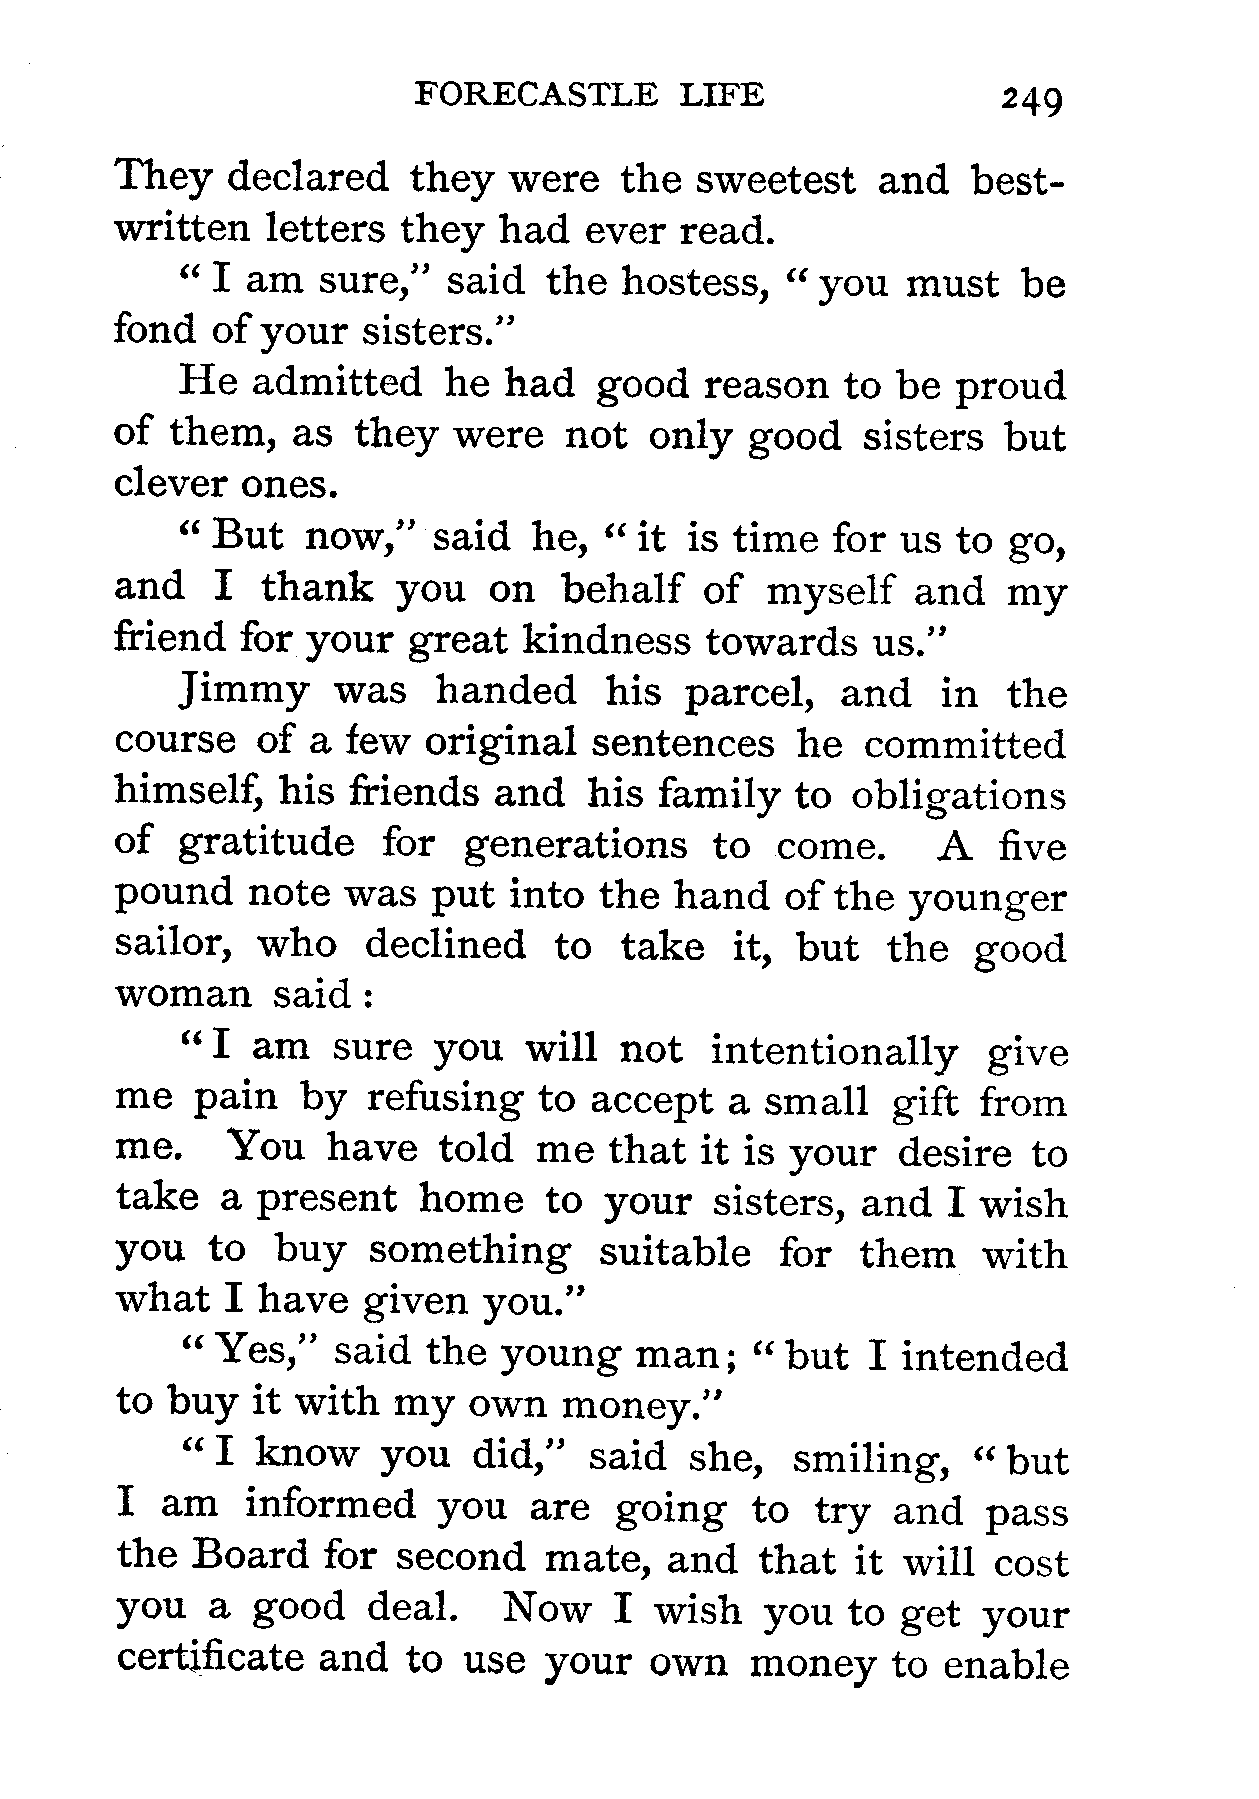 FORECASTLE LIFE 249
They declared they were the sweetest and best-
written letters they had ever read.
“ I am sure,” said the hostess, “ you must be
fond of your sisters.”
He admitted he had good reason to be proud
of them, as they were not only good sisters but
clever ones.
“ But now,” said he, “ it is time for us to go,
and I thank you on behalf of myself and my
friend for your great kindness towards us.”
Jimmy was handed his parcel, and in the
course of a few original sentences he committed
himself, his friends and his family to obligations
of gratitude for generations to come. A five
pound note was put into the hand of the younger
sailor, who declined to take it, but the good
woman said :
“ I am sure you will not intentionally give
me pain by refusing to accept a small gift from
me. You have told me that it is your desire to
take a present home to your sisters, and I wish
you to buy something suitable for them with
what I have given you.”
“ Yes,” said the young man; “ but I intended
to buy it with my own money.”
“ I know you did,” said she, smiling, “ but
I am informed you are going to try and pass
the Board for second mate, and that it will cost
you a good deal. Now I wish you to get your
certificate and to use your own money to enable